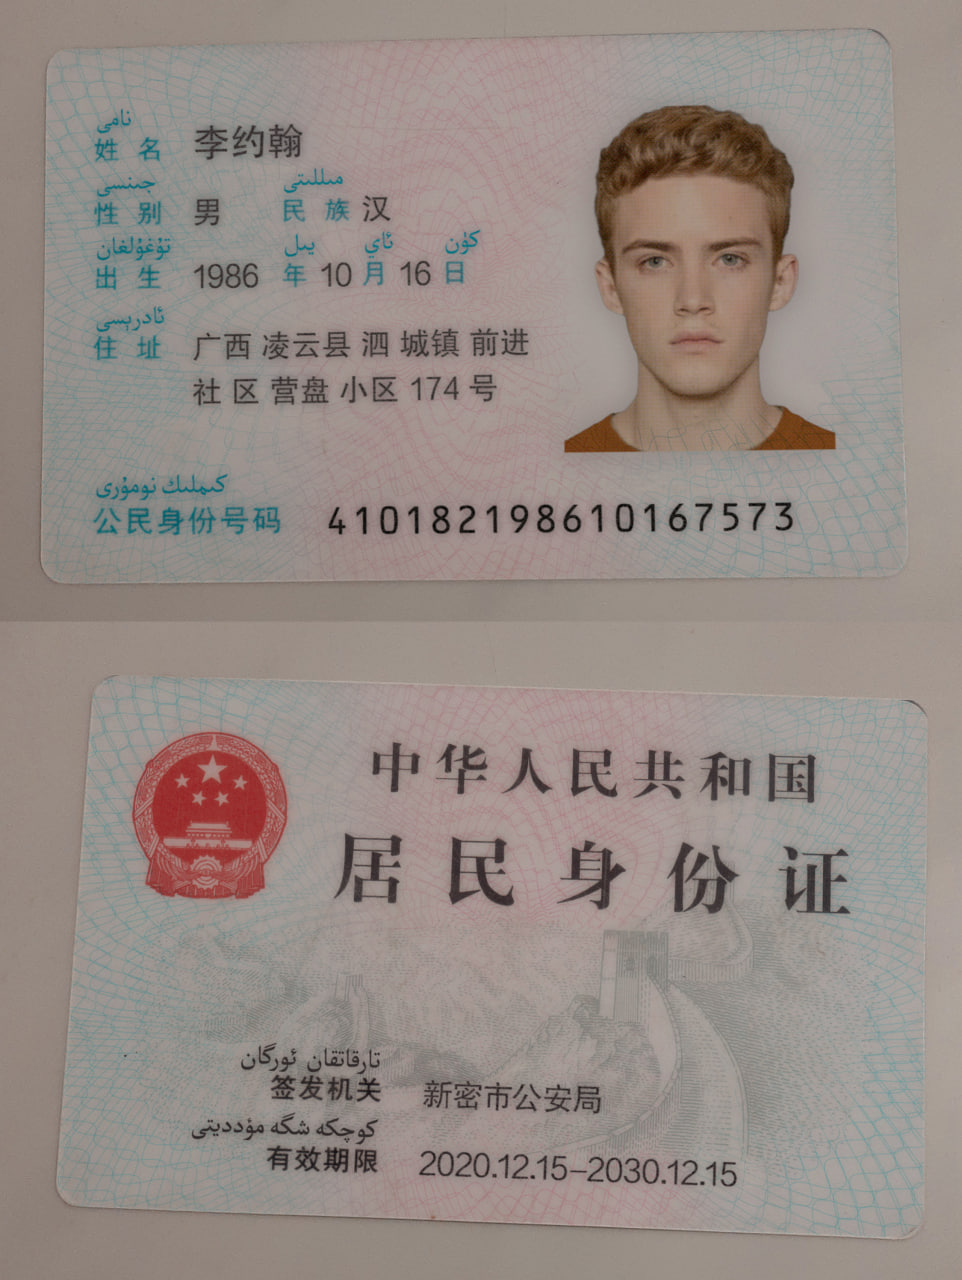 نامى
姓名 李约翰
جىنسى مىللىتى
性别 男 民族 汉
تۇغۇلغان يىل ئاي كۈن
出生 1986 年 10 月 16 日
ئادرېسى
住址 广西 凌云县 泗 城镇 前进
社 区 营盘 小区 174 号
كىملىك نومۇرى
公民身份号码 410182198610167573
中华人民共和国
居民身份证
تارقاتقان ئورگان
签发机关 新密市公安局
كۈچكە ئىگە مۇددىتى
有效期限 2020.12.15-2030.12.15